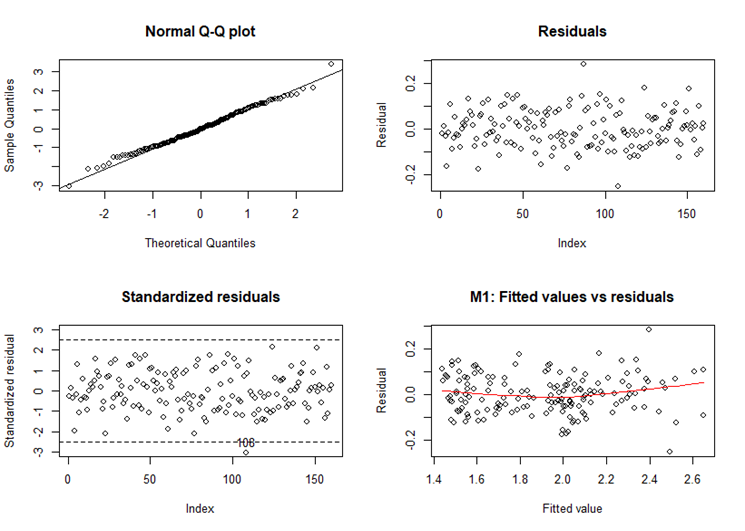 Normal Q-Q plot
Sample Quantiles
3
2
1
0
-1
-3
-2 -1 0 1 2
Theoretical Quantiles
Residuals
Residual
0.2
0.0
-0.2
0 50 100 150
Index
Standardized residuals
Standardized residual
3
2
1
0
-1
-2
-3
108
0 50 100 150
Index
M1: Fitted values vs residuals
Residual
0.2
0.0
-0.2
1.4 1.6 1.8 2.0 2.2 2.4 2.6
Fitted value